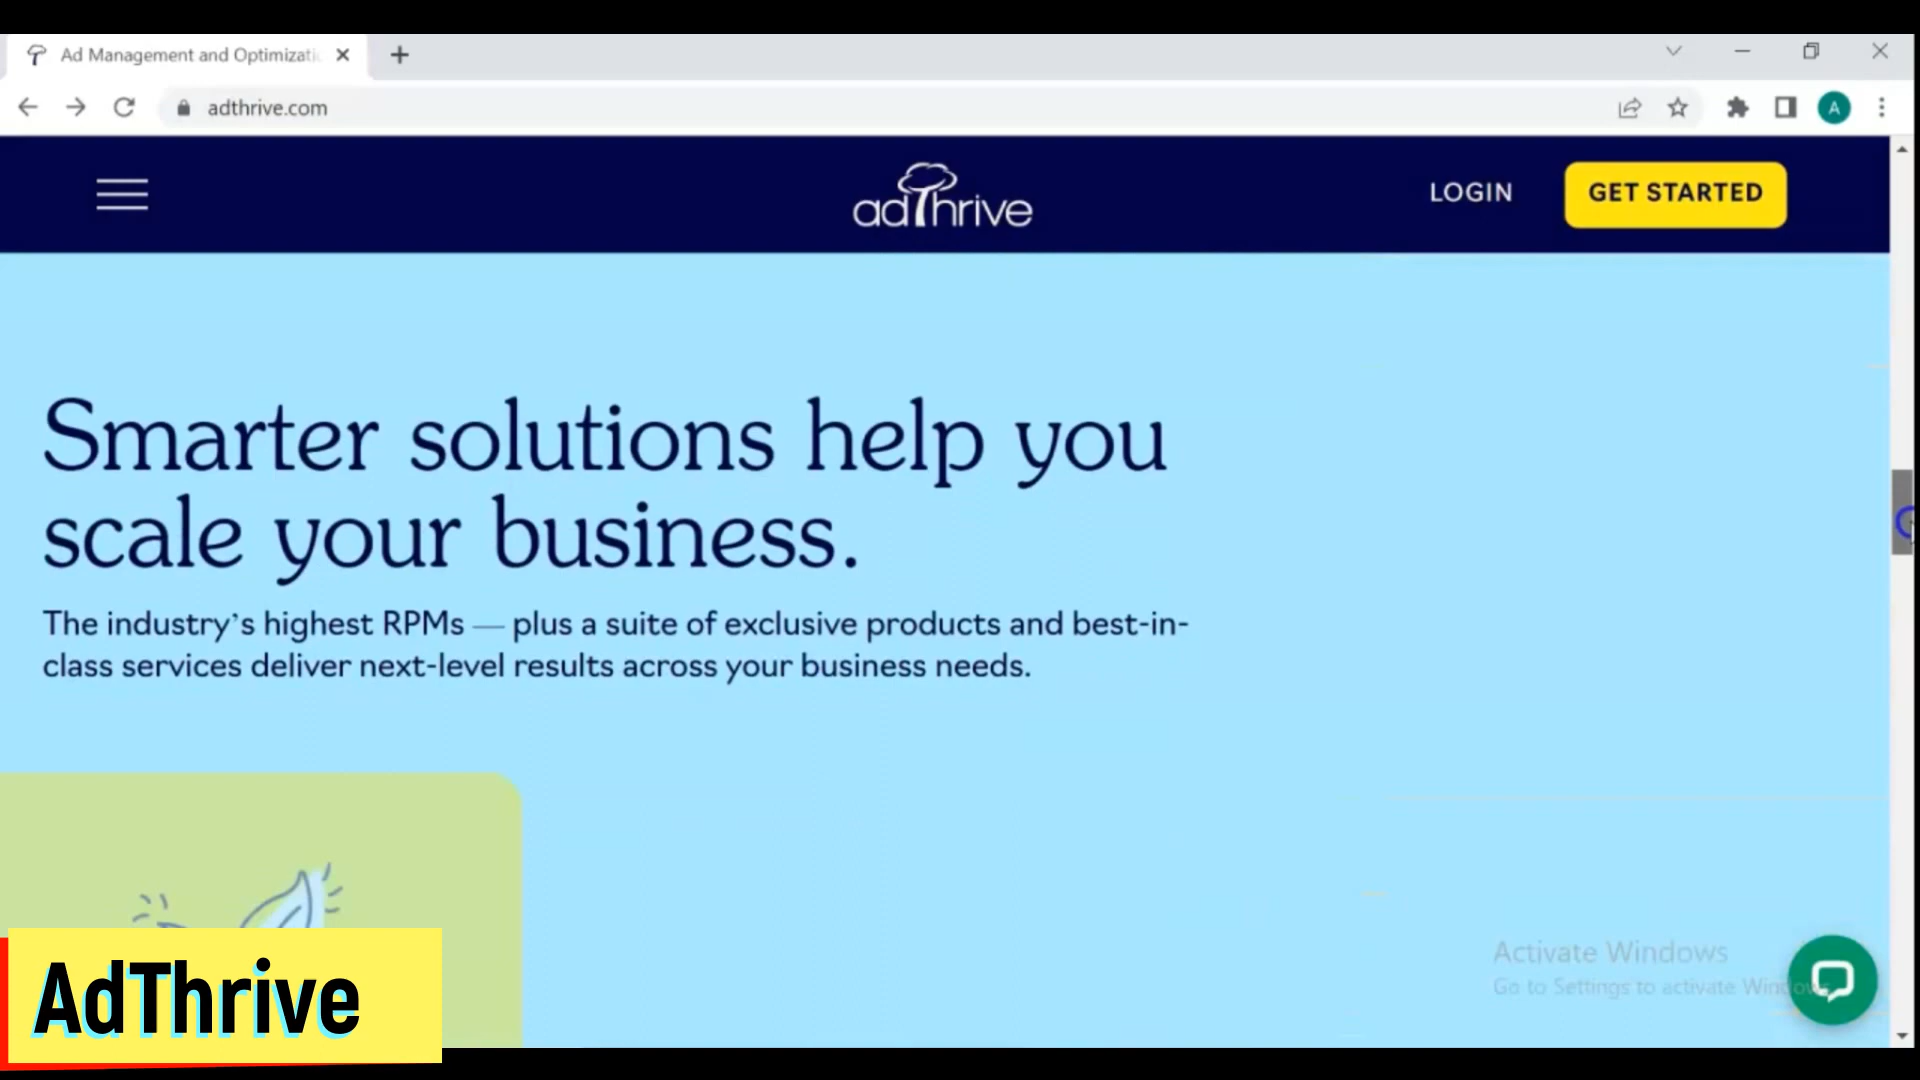 Ad Management and Optimizati
adthrive.com
A
adThrive
LOGIN
GET STARTED
Smarter solutions help you
scale your business.
The industry's highest RPMs — plus a suite of exclusive products and best-in-
class services deliver next-level results across your business needs.
Activate Windows
Go to Settings to activate Windows.
AdThrive